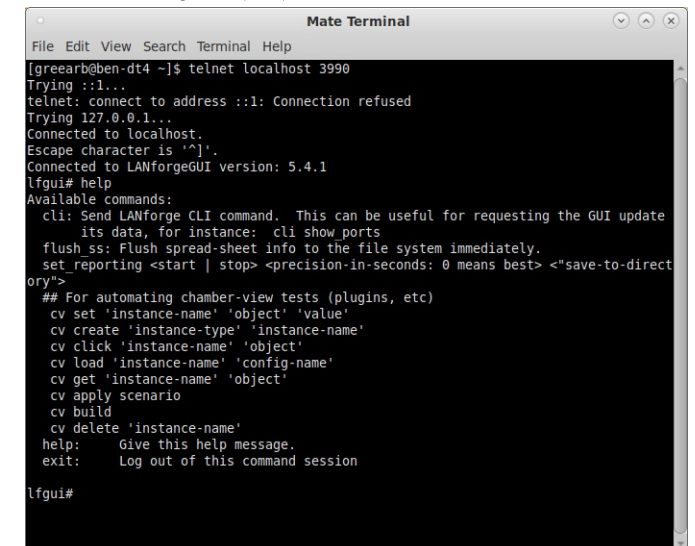 Mate Terminal
File Edit View Search Terminal Help
[greearb@ben-dt4 ~]$ telnet localhost 3990
Trying ::1...
telnet: connect to address ::1: Connection refused
Trying 127.0.0.1...
Connected to localhost.
Escape character is '^]'.
Connected to LANforgeGUI version: 5.4.1
lfgui# help
Available commands:
  cli: Send LANforge CLI command.  This can be useful for requesting the GUI update
       its data, for instance:  cli show_ports
  flush_ss: Flush spread-sheet info to the file system immediately.
  set_reporting <start | stop> <precision-in-seconds: 0 means best> <"save-to-direct
ory">
  ## For automating chamber-view tests (plugins, etc)
   cv set 'instance-name' 'object' 'value'
   cv create 'instance-type' 'instance-name'
   cv click 'instance-name' 'object'
   cv load 'instance-name' 'config-name'
   cv get 'instance-name' 'object'
   cv apply scenario
   cv build
   cv delete 'instance-name'
  help:     Give this help message.
  exit:     Log out of this command session
lfgui#